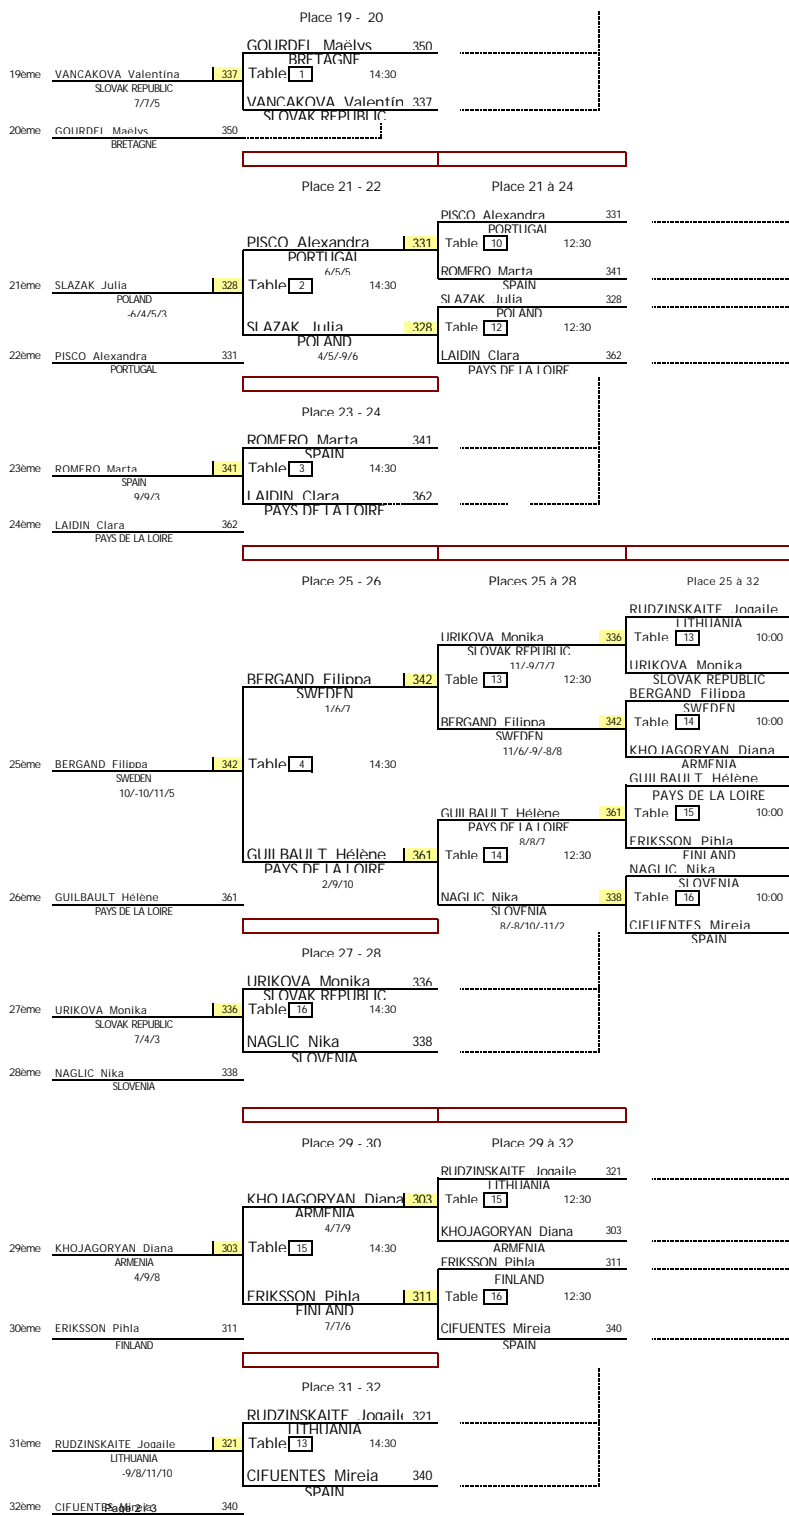 Place 19 - 20
GOURDEL Maëlys 350
BRETAGNE
19ème VANCAKOVA Valentína 337 Table 1 14:30
SLOVAK REPUBLIC
7/7/5
VANCAKOVA Valentín 337
SLOVAK REPUBLIC
20ème GOURDEL Maëlys 350
BRETAGNE
Place 21 - 22 Place 21 à 24
PISCO Alexandra 331
PORTUGAL
PISCO Alexandra 331 Table 10 12:30
PORTUGAL
6/5/5
ROMERO Marta 341
SPAIN
21ème SLAZAK Julia 328 Table 2 14:30
POLAND
-6/4/5/3
SLAZAK Julia 328
POLAND
SLAZAK Julia 328 Table 12 12:30
POLAND
4/5/-9/6
22ème PISCO Alexandra 331
PORTUGAL
LAIDIN Clara 362
PAYS DE LA LOIRE
Place 23 - 24
ROMERO Marta 341
SPAIN
23ème ROMERO Marta 341 Table 3 14:30
SPAIN
9/9/3
LAIDIN Clara 362
PAYS DE LA LOIRE
24ème LAIDIN Clara 362
PAYS DE LA LOIRE
Place 25 - 26 Places 25 à 28 Place 25 à 32
RUDZINSKAITE Jogaile
LITHUANIA
URIKOVA Monika 336 Table 13 10:00
SLOVAK REPUBLIC
11/-9/7/7
URIKOVA Monika
SLOVAK REPUBLIC
BERGAND Filippa 342 Table 13 12:30
SWEDEN
1/6/7
BERGAND Filippa
SWEDEN
BERGAND Filippa 342 Table 14 10:00
SWEDEN
11/6/-9/-8/8
KHOJAGORYAN Diana
ARMENIA
25ème BERGAND Filippa 342 Table 4 14:30
SWEDEN
10/-10/11/5
GUILBAULT Hélène
PAYS DE LA LOIRE
GUILBAULT Hélène 361 Table 15 10:00
PAYS DE LA LOIRE
8/8/7
ERIKSSON Pihla
FINLAND
GUILBAULT Hélène 361 Table 14 12:30
PAYS DE LA LOIRE
2/9/10
NAGLIC Nika
SLOVENIA
26ème GUILBAULT Hélène 361
PAYS DE LA LOIRE
NAGLIC Nika 338 Table 16 10:00
SLOVENIA
8/-8/10/-11/2
CIFUENTES Mireia
SPAIN
Place 27 - 28
URIKOVA Monika 336
SLOVAK REPUBLIC
27ème URIKOVA Monika 336 Table 16 14:30
SLOVAK REPUBLIC
7/4/3
NAGLIC Nika 338
SLOVENIA
28ème NAGLIC Nika 338
SLOVENIA
Place 29 - 30 Place 29 à 32
RUDZINSKAITE Jogaile 321
LITHUANIA
KHOJAGORYAN Diana 303 Table 15 12:30
ARMENIA
4/7/9
KHOJAGORYAN Diana 303
ARMENIA
29ème KHOJAGORYAN Diana 303 Table 15 14:30
ARMENIA
4/9/8
ERIKSSON Pihla 311
FINLAND
ERIKSSON Pihla 311 Table 16 12:30
FINLAND
7/7/6
30ème ERIKSSON Pihla 311
FINLAND
CIFUENTES Mireia 340
SPAIN
Place 31 - 32
RUDZINSKAITE Jogaile 321
LITHUANIA
31ème RUDZINSKAITE Jogaile 321 Table 13 14:30
LITHUANIA
-9/8/11/10
CIFUENTES Mireia 340
SPAIN
32ème CIFUENTES Mireia 340
Page 2 / 3